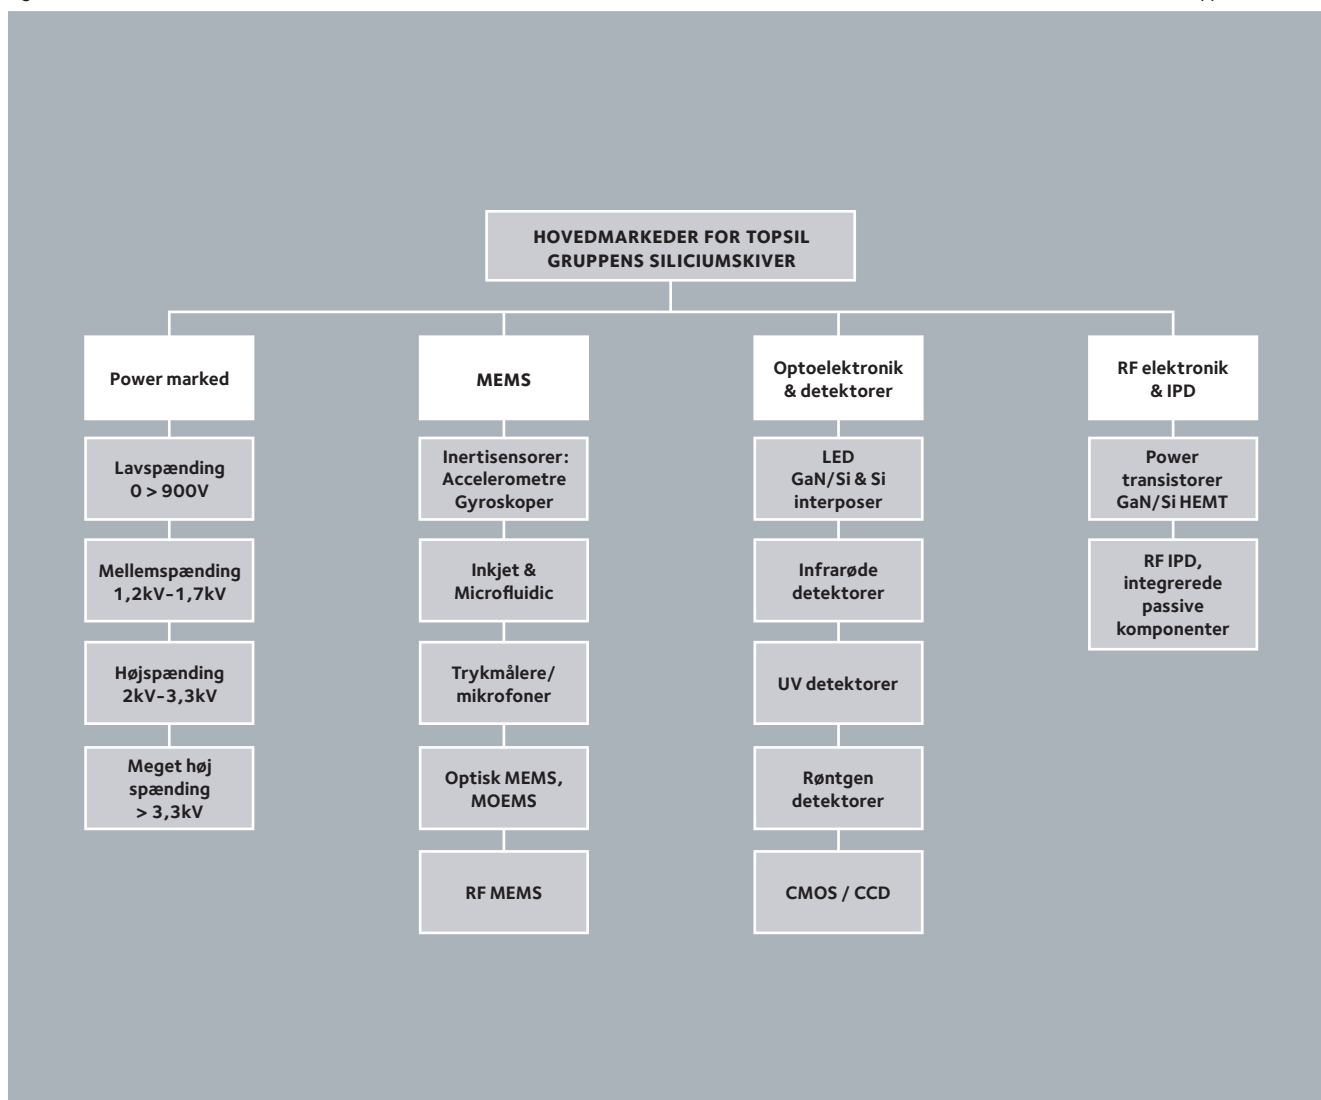 HOVEDMARKEDER FOR TOPSIL
GRUPPENS SILICIUMSKIVER
Power marked
Lavspænding
0 > 900V
Mellemspænding
1,2kV-1,7kV
Højspænding
2kV-3,3kV
Meget høj
spænding
> 3,3kV
MEMS
Inertisensorer:
Accelerometre
Gyroskoper
Inkjet &
Microfluidic
Trykmålere/
mikrofoner
Optisk MEMS,
MOEMS
RF MEMS
Optoelektronik
& detektorer
LED
GaN/Si & Si
interposer
Infrarøde
detektorer
UV detektorer
Røntgen
detektorer
CMOS / CCD
RF elektronik
& IPD
Power
transistorer
GaN/Si HEMT
RF IPD,
integrerede
passive
komponenter